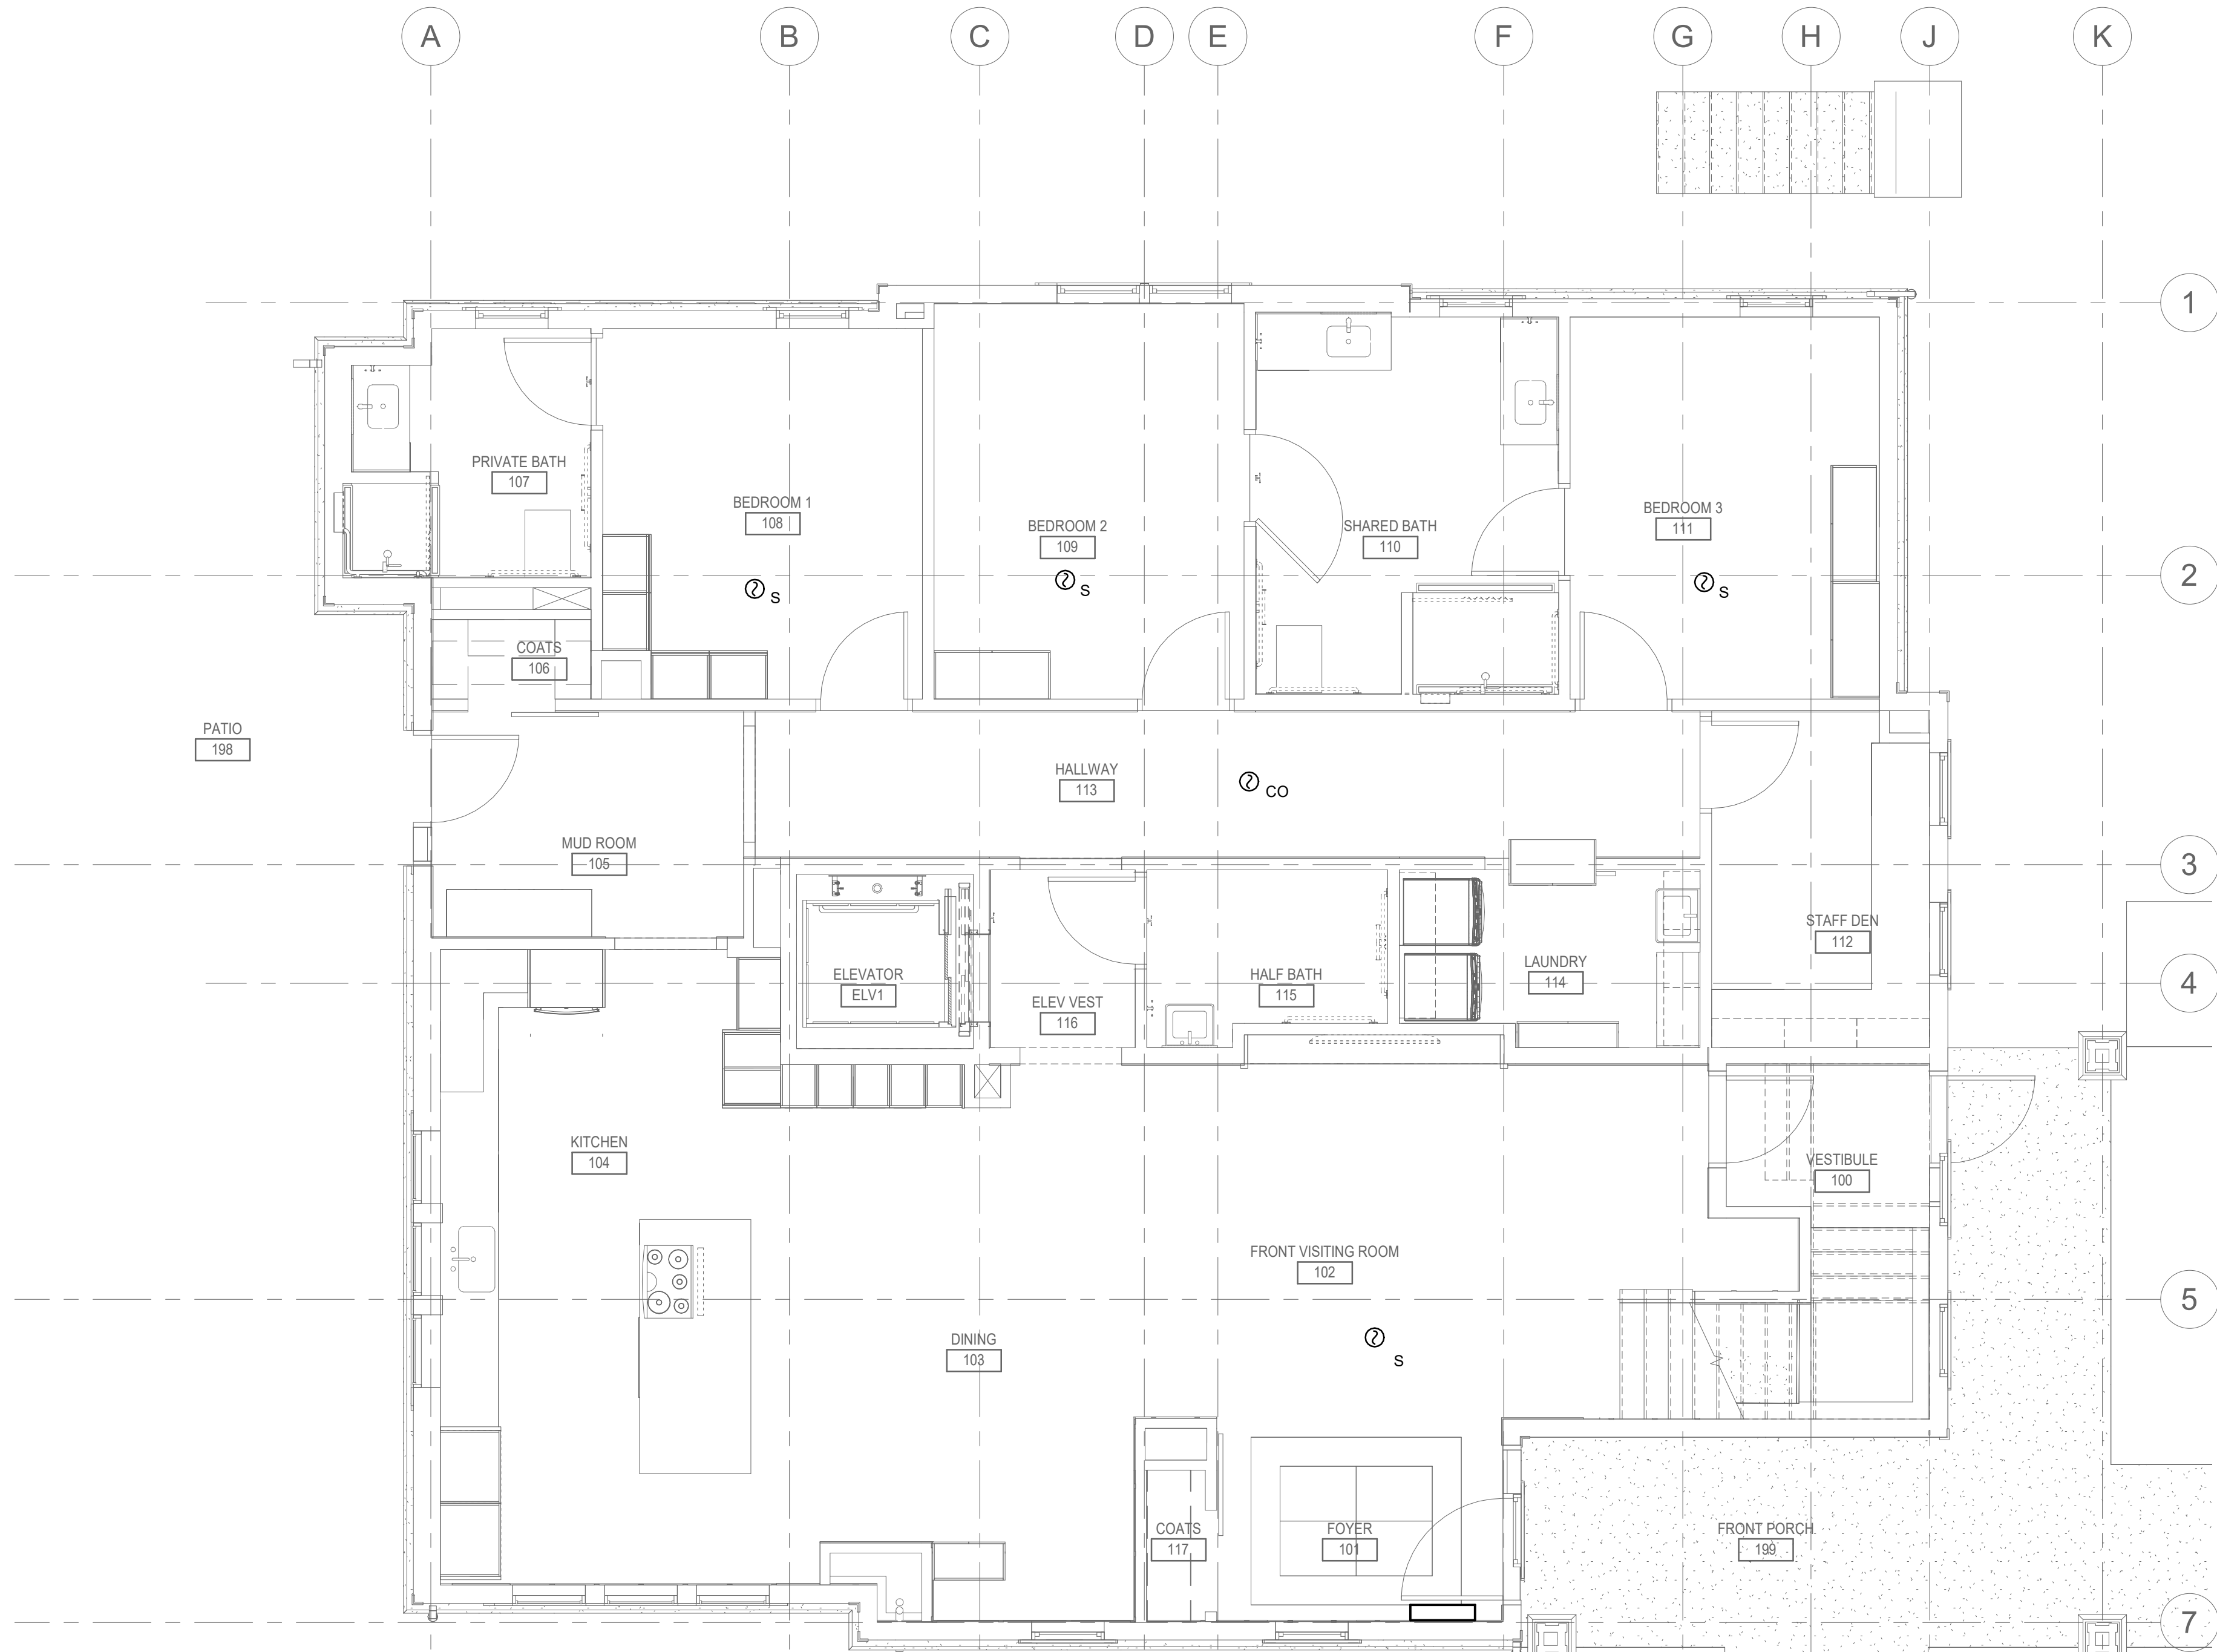 A
B
C
D
E
F
G
H
J
K
1
PRIVATE BATH
107
BEDROOM 1
108
BEDROOM 2
109
SHARED BATH
110
BEDROOM 3
111
2
S
S
S
COATS
106
PATIO
198
HALLWAY
113
CO
MUD ROOM
105
3
STAFF DEN
112
ELEVATOR
ELV1
ELEV VEST
116
HALF BATH
115
LAUNDRY
114
4
KITCHEN
104
VESTIBULE
100
FRONT VISITING ROOM
102
5
DINING
103
S
COATS
117
FOYER
101
FRONT PORCH
199
7